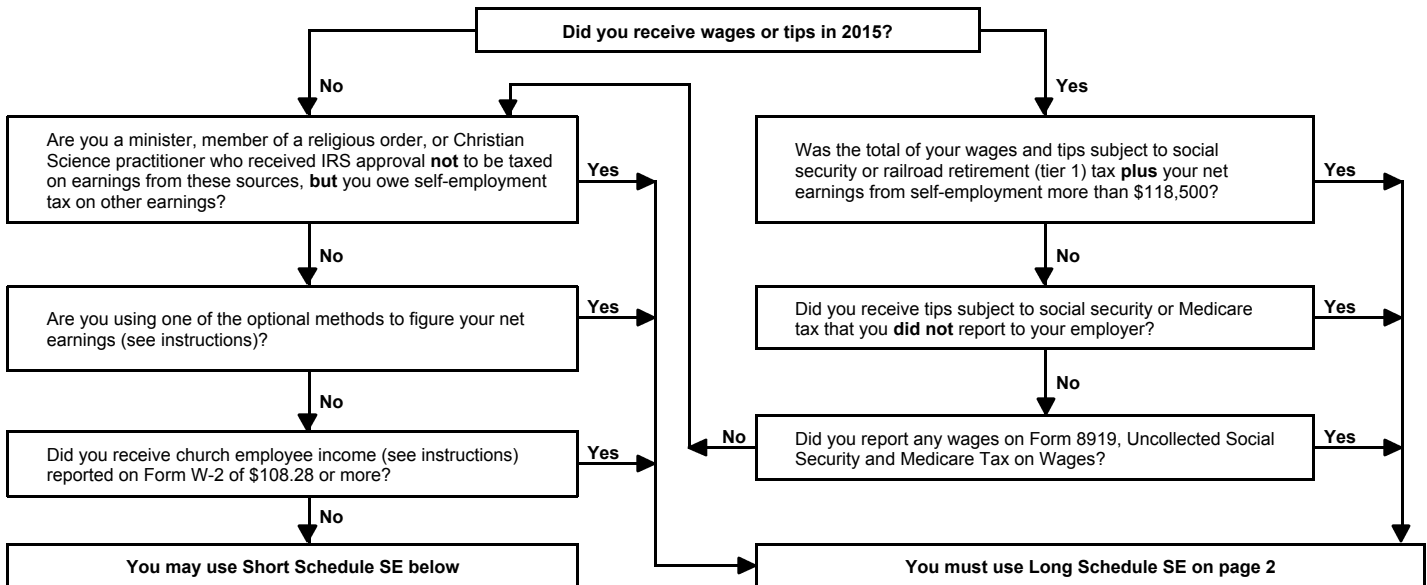 Did you receive wages or tips in 2015?
No
Yes
Are you a minister, member of a religious order, or Christian
Science practitioner who received IRS approval not to be taxed
on earnings from these sources, but you owe self-employment
tax on other earnings?
Yes
Was the total of your wages and tips subject to social
security or railroad retirement (tier 1) tax plus your net
earnings from self-employment more than $118,500?
Yes
No
No
Are you using one of the optional methods to figure your net
earnings (see instructions)?
Yes
Did you receive tips subject to social security or Medicare
tax that you did not report to your employer?
Yes
No
No
Did you receive church employee income (see instructions)
reported on Form W-2 of $108.28 or more?
Yes
No
Did you report any wages on Form 8919, Uncollected Social
Security and Medicare Tax on Wages?
Yes
No
You may use Short Schedule SE below
You must use Long Schedule SE on page 2